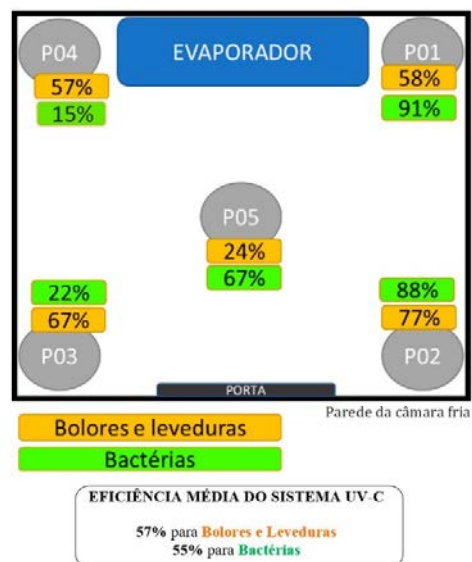 P04
EVAPORADOR
P01
57%
58%
15%
91%
P05
24%
67%
22%
88%
67%
77%
P03
P02
PORTA
Parede da câmara fria
Bolores e leveduras
Bactérias
EFICIÊNCIA MÉDIA DO SISTEMA UV-C
57% para Bolores e Leveduras
55% para Bactérias